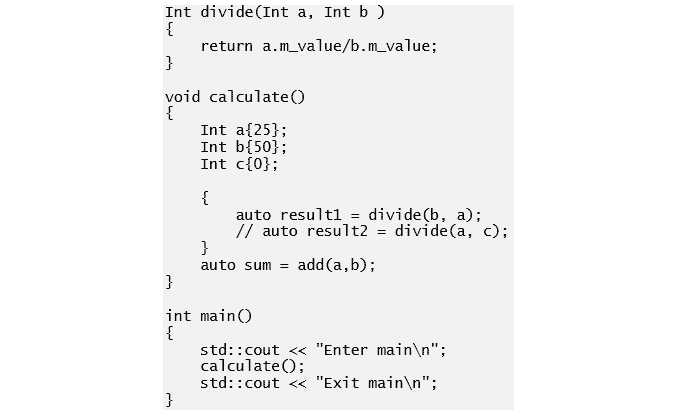 Int divide(Int a, Int b )
{
    return a.m_value/b.m_value;
}

void calculate()
{
    Int a{25};
    Int b{50};
    Int c{0};

    {
        auto result1 = divide(b, a);
        // auto result2 = divide(a, c);
    }
    auto sum = add(a,b);
}

int main()
{
    std::cout << "Enter main\n";
    calculate();
    std::cout << "Exit main\n";
}